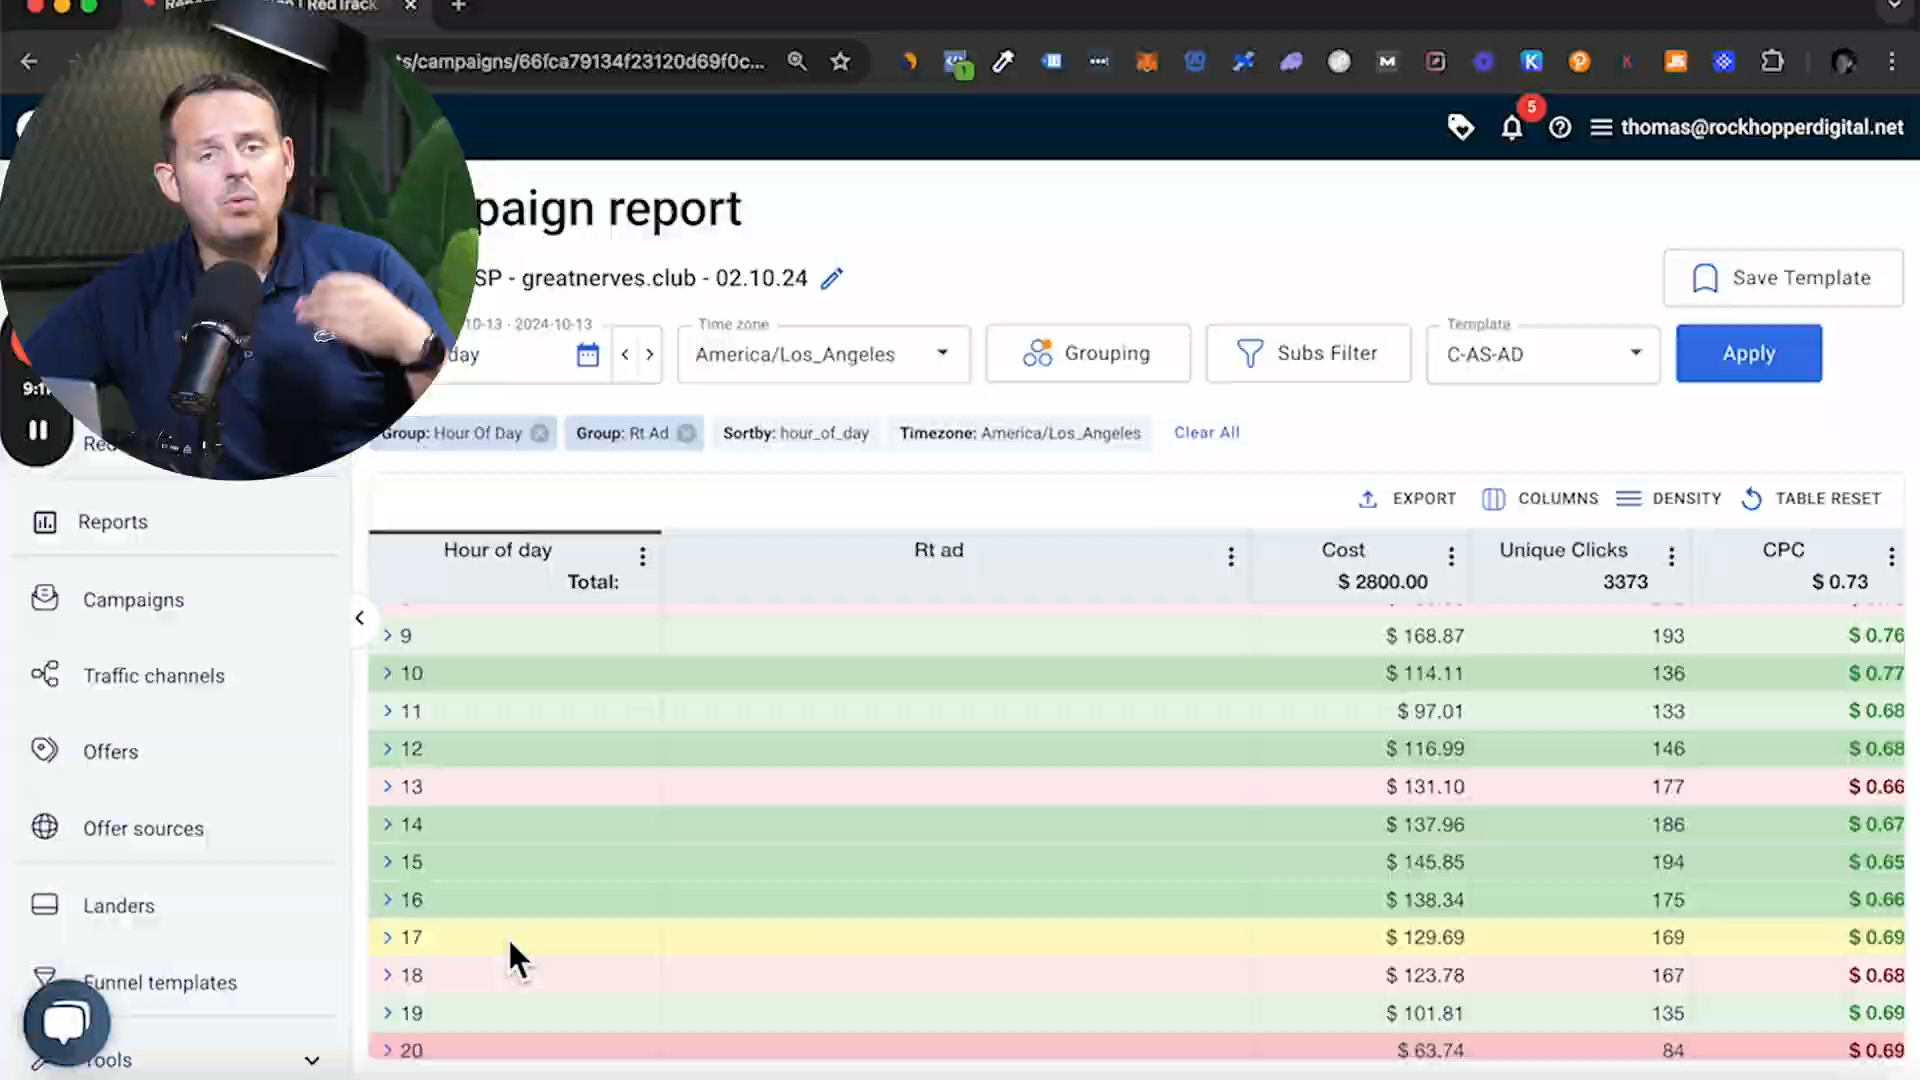 RedTrack
ts/campaigns/66fca79134f23120d69f0c...
5
thomas@rockhopperdigital.net
paign report
SP - greatnerves.club - 02.10.24
Save Template
10-13 - 2024-10-13
day
Time zone
America/Los_Angeles
Grouping
Subs Filter
Template
C-AS-AD
Apply
Group: Hour Of Day
Group: Rt Ad
Sortby: hour_of_day
Timezone: America/Los_Angeles
Clear All
EXPORT
COLUMNS
DENSITY
TABLE RESET
Reports
Campaigns
Traffic channels
Offers
Offer sources
Landers
Funnel templates
Tools
Hour of day Rt ad Cost Unique Clicks CPC
Total: $ 2800.00 3373 $ 0.73
9 $ 168.87 193 $ 0.76
10 $ 114.11 136 $ 0.77
11 $ 97.01 133 $ 0.68
12 $ 116.99 146 $ 0.68
13 $ 131.10 177 $ 0.66
14 $ 137.96 186 $ 0.67
15 $ 145.85 194 $ 0.65
16 $ 138.34 175 $ 0.66
17 $ 129.69 169 $ 0.69
18 $ 123.78 167 $ 0.68
19 $ 101.81 135 $ 0.69
20 $ 63.74 84 $ 0.69